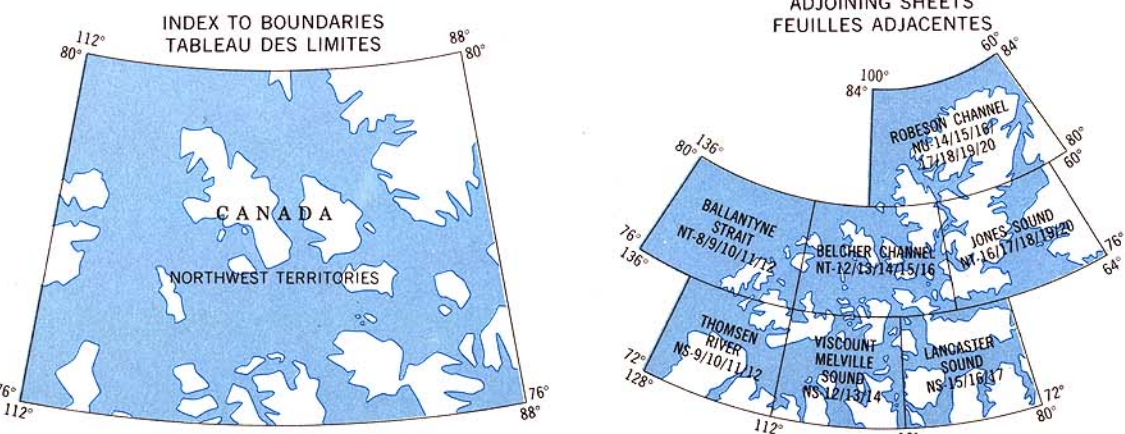 INDEX TO BOUNDARIES
TABLEAU DES LIMITES
112°
80°
88°
80°
CANADA
NORTHWEST TERRITORIES
76°
112°
76°
88°
ADJOINING SHEETS
FEUILLES ADJACENTES
60°
84°
100°
84°
ROBESON CHANNEL
NU-14/15/16/
17/18/19/20
80°
60°
136°
80°
BALLANTYNE
STRAIT
NT-8/9/10/11/12
BELCHER CHANNEL
NT-12/13/14/15/16
JONES SOUND
NT-16/17/18/19/20
76°
136°
76°
64°
THOMSEN
RIVER
NS-9/10/11/12
VISCOUNT
MELVILLE
SOUND
NS-12/13/14
LANCASTER
SOUND
NS-15/16/17
72°
128°
72°
80°
112°